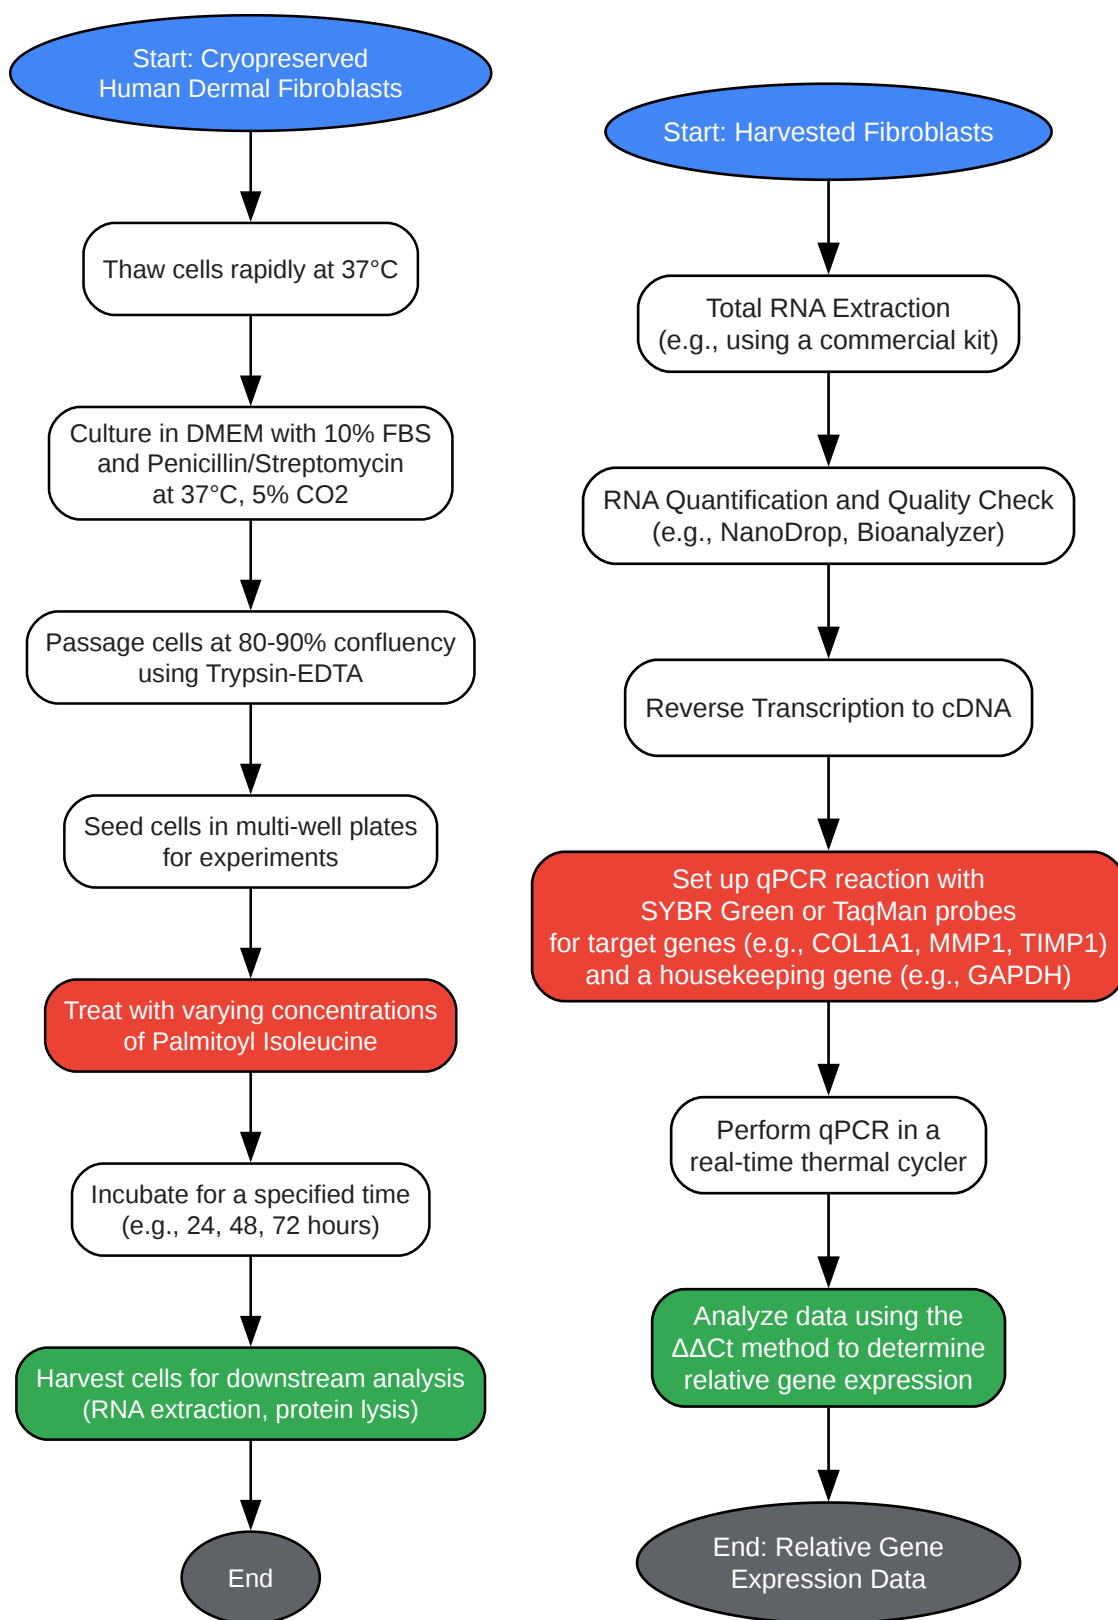 Start: Cryopreserved
Human Dermal Fibroblasts
Thaw cells rapidly at 37°C
Culture in DMEM with 10% FBS
and Penicillin/Streptomycin
at 37°C, 5% CO2
Passage cells at 80-90% confluency
using Trypsin-EDTA
Seed cells in multi-well plates
for experiments
Treat with varying concentrations
of Palmitoyl Isoleucine
Incubate for a specified time
(e.g., 24, 48, 72 hours)
Harvest cells for downstream analysis
(RNA extraction, protein lysis)
End
Start: Harvested Fibroblasts
Total RNA Extraction
(e.g., using a commercial kit)
RNA Quantification and Quality Check
(e.g., NanoDrop, Bioanalyzer)
Reverse Transcription to cDNA
Set up qPCR reaction with
SYBR Green or TaqMan probes
for target genes (e.g., COL1A1, MMP1, TIMP1)
and a housekeeping gene (e.g., GAPDH)
Perform qPCR in a
real-time thermal cycler
Analyze data using the
ΔΔCt method to determine
relative gene expression
End: Relative Gene
Expression Data